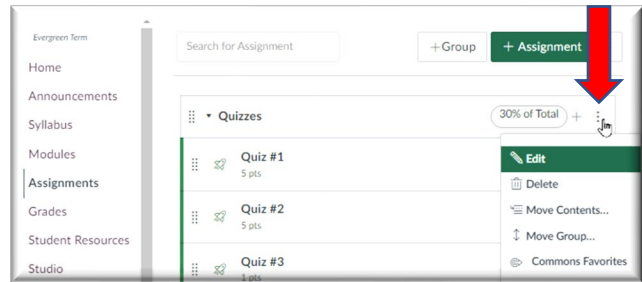 Evergreen Term
Home
Announcements
Syllabus
Modules
Assignments
Grades
Student Resources
Studio
Search for Assignment
+ Group
+ Assignment
Quizzes
30% of Total
+
Quiz #1
5 pts
Quiz #2
5 pts
Quiz #3
1 pts
Edit
Delete
Move Contents...
Move Group...
Commons Favorites